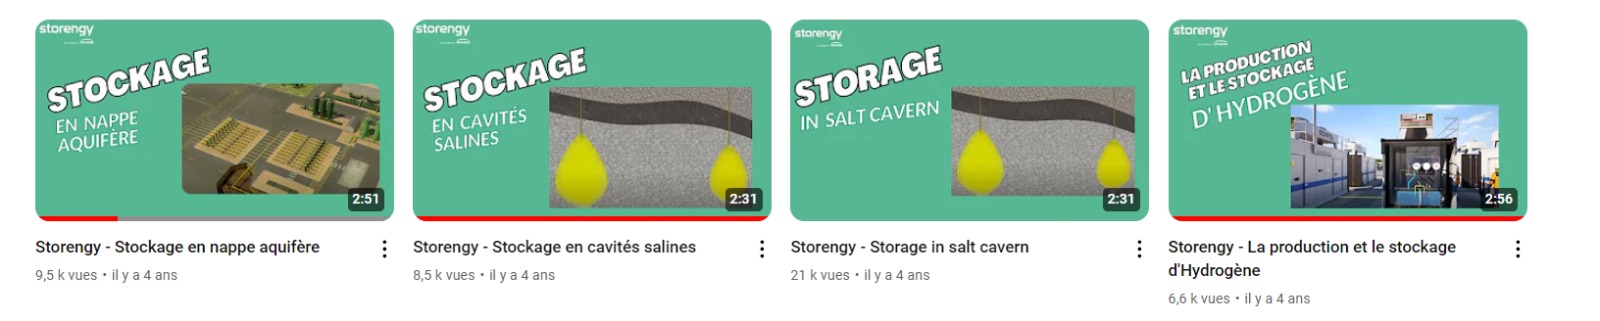 storengy
STOCKAGE
EN NAPPE
AQUIFÈRE
2:51
Storengy - Stockage en nappe aquifère
9,5 k vues • il y a 4 ans
storengy
STOCKAGE
EN CAVITÉS
SALINES
2:31
Storengy - Stockage en cavités salines
8,5 k vues • il y a 4 ans
storengy
STORAGE
IN SALT CAVERN
2:31
Storengy - Storage in salt cavern
21 k vues • il y a 4 ans
storengy
LA PRODUCTION
ET LE STOCKAGE
D'HYDROGÈNE
2:56
Storengy - La production et le stockage
d'Hydrogène
6,6 k vues • il y a 4 ans